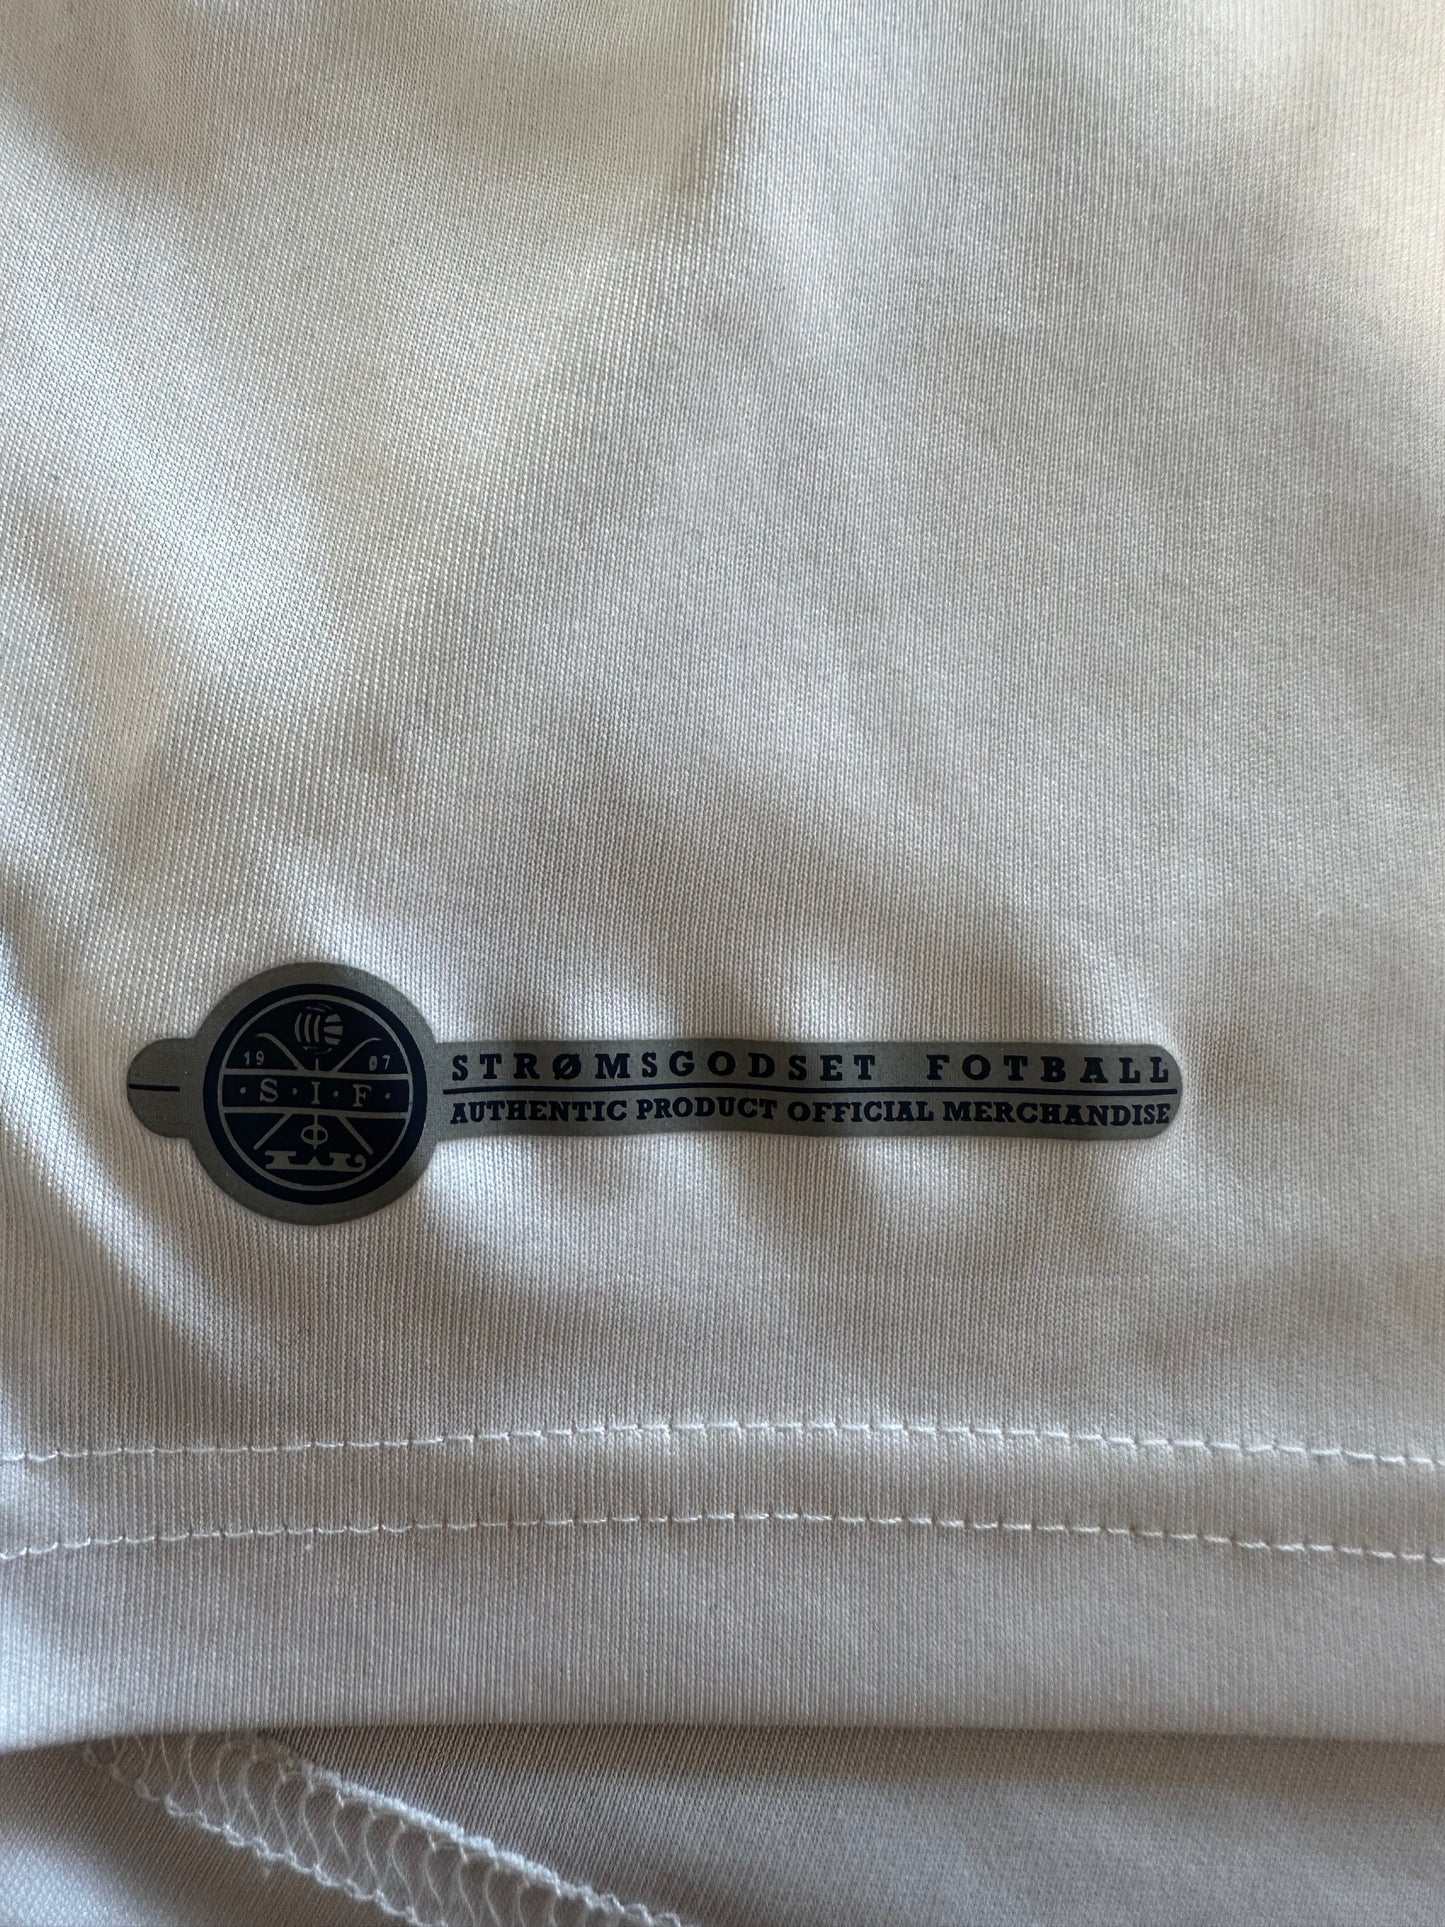 19 07
· S · I · F ·
STRØMSGODSET FOTBALL
AUTHENTIC PRODUCT OFFICIAL MERCHANDISE